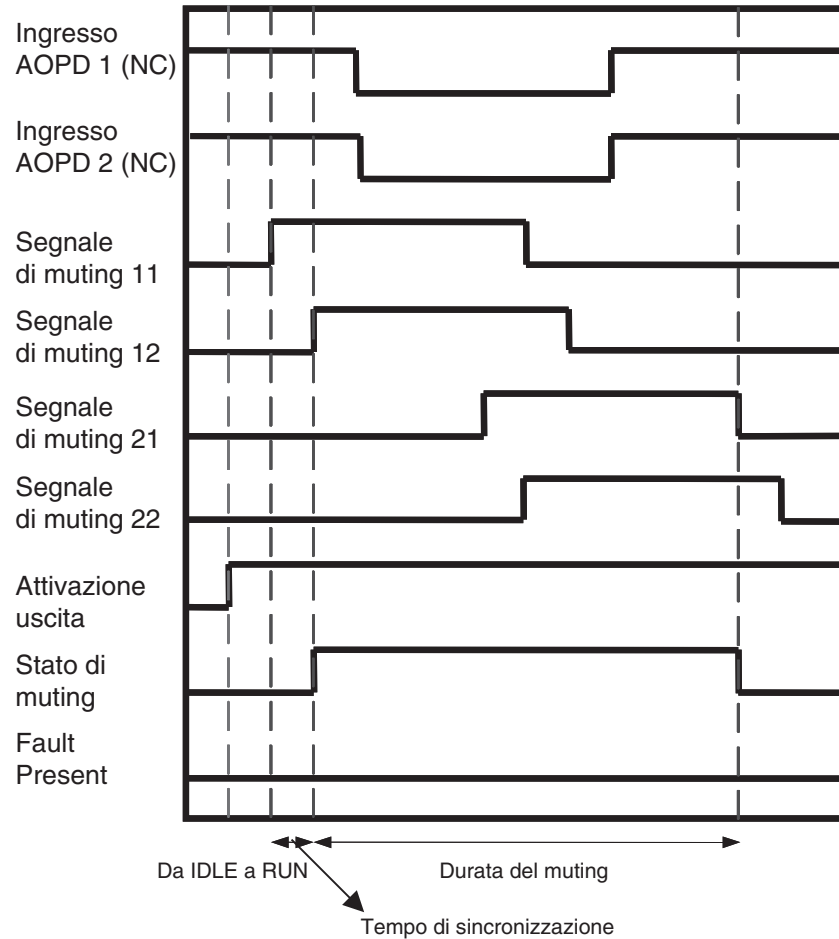 Ingresso
AOPD 1 (NC)
Ingresso
AOPD 2 (NC)
Segnale
di muting 11
Segnale
di muting 12
Segnale
di muting 21
Segnale
di muting 22
Attivazione
uscita
Stato di
muting
Fault
Present
Da IDLE a RUN
Durata del muting
Tempo di sincronizzazione